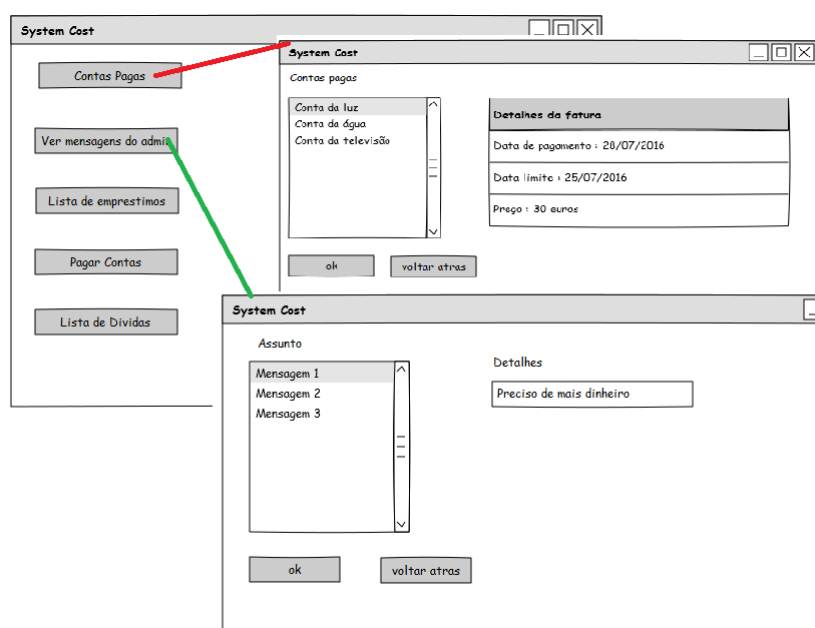 System Cost
Contas Pagas
Ver mensagens do admi
Lista de emprestimos
Pagar Contas
Lista de Dividas
System Cost
Contas pagas
Conta da luz
Conta da água
Conta da televisão
Detalhes da fatura
Data de pagamento : 28/07/2016
Data limite : 25/07/2016
Preço : 30 euros
ok
voltar atras
System Cost
Assunto
Mensagem 1
Mensagem 2
Mensagem 3
Detalhes
Preciso de mais dinheiro
ok
voltar atras